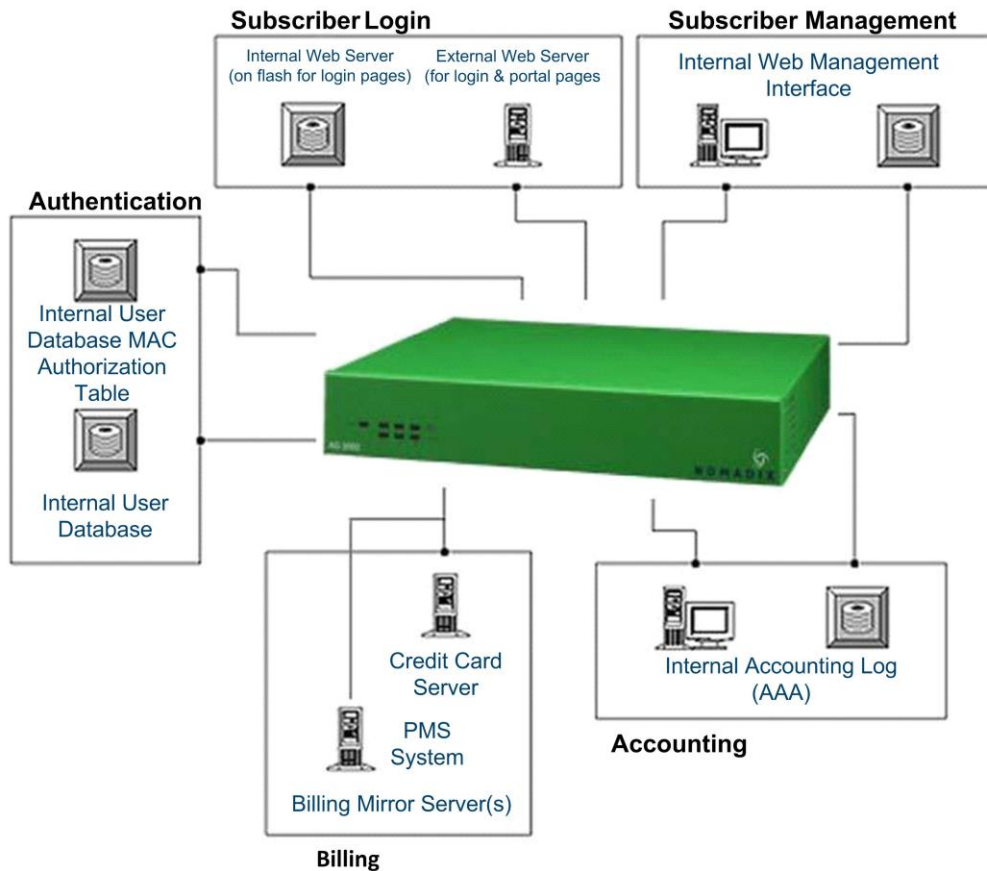 Subscriber Login
Internal Web Server
(on flash for login pages)
External Web Server
(for login & portal pages
Subscriber Management
Internal Web Management
Interface
Authentication
Internal User
Database MAC
Authorization
Table
Internal User
Database
NOMADIX
Credit Card
Server
PMS
System
Billing Mirror Server(s)
Billing
Internal Accounting Log
(AAA)
Accounting